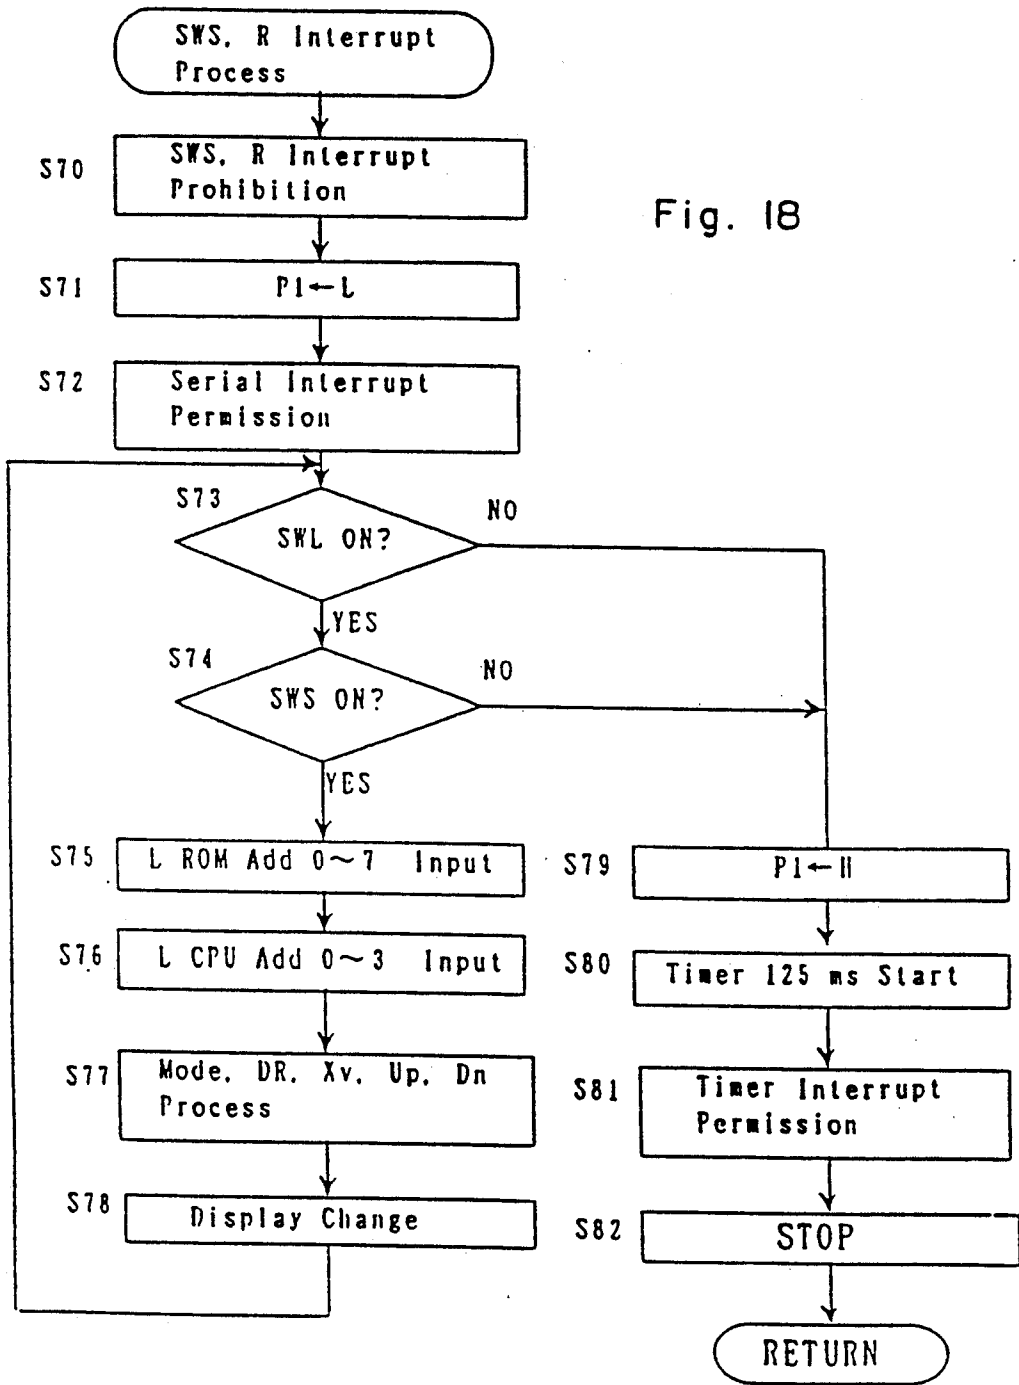 SWS, R Interrupt
Process
S70
SWS, R Interrupt
Prohibition
Fig. 18
S71
P1←L
S72
Serial Interrupt
Permission
S73
SWL ON?
NO
YES
S74
SWS ON?
NO
YES
S75
L ROM Add 0~7 Input
S76
L CPU Add 0~3 Input
S77
Mode, DR, Xv, Up, Dn
Process
S78
Display Change
S79
P1←H
S80
Timer 125 ms Start
S81
Timer Interrupt
Permission
S82
STOP
RETURN